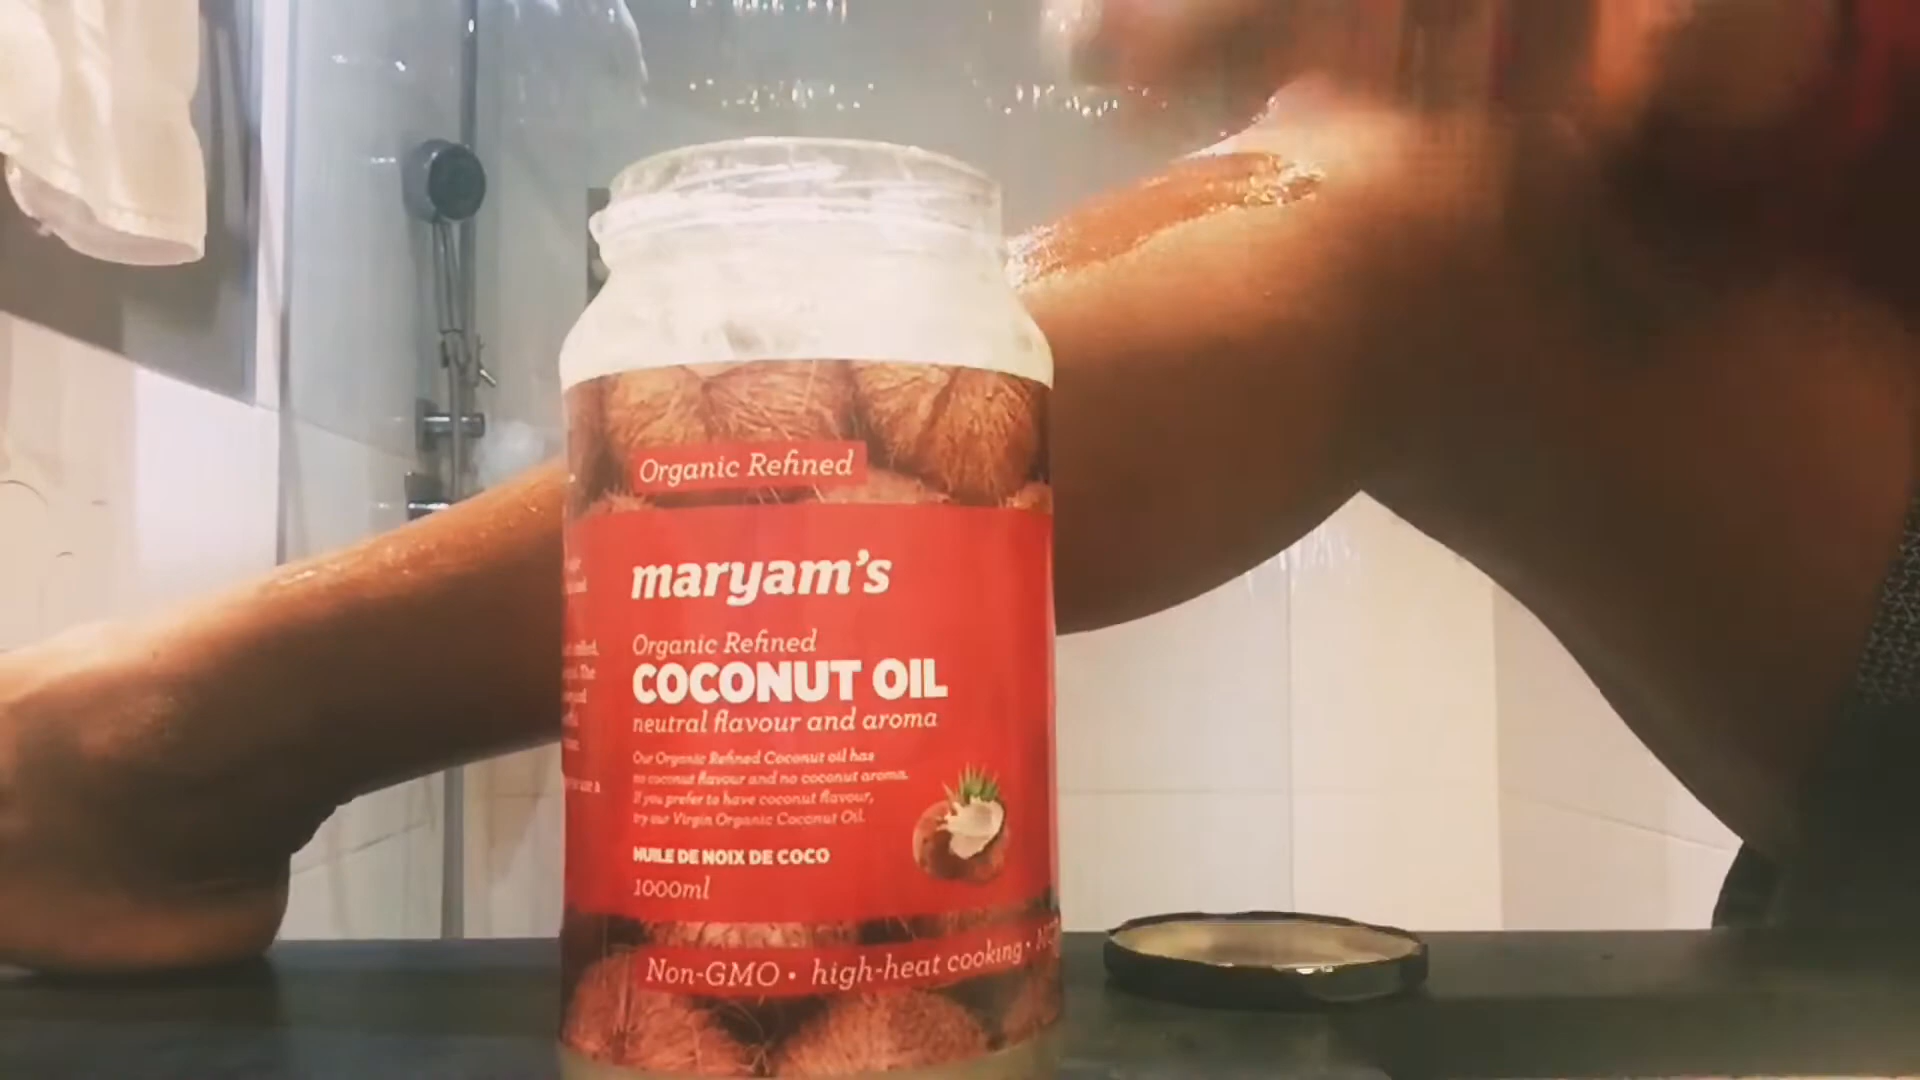 Organic Refined
maryam's
Organic Refined
COCONUT OIL
neutral flavour and aroma
Our Organic Refined Coconut oil has
no coconut flavour and no coconut aroma.
If you prefer to have coconut flavour,
try our Virgin Organic Coconut Oil.
HUILE DE NOIX DE COCO
1000ml
Non-GMO • high-heat cooking •